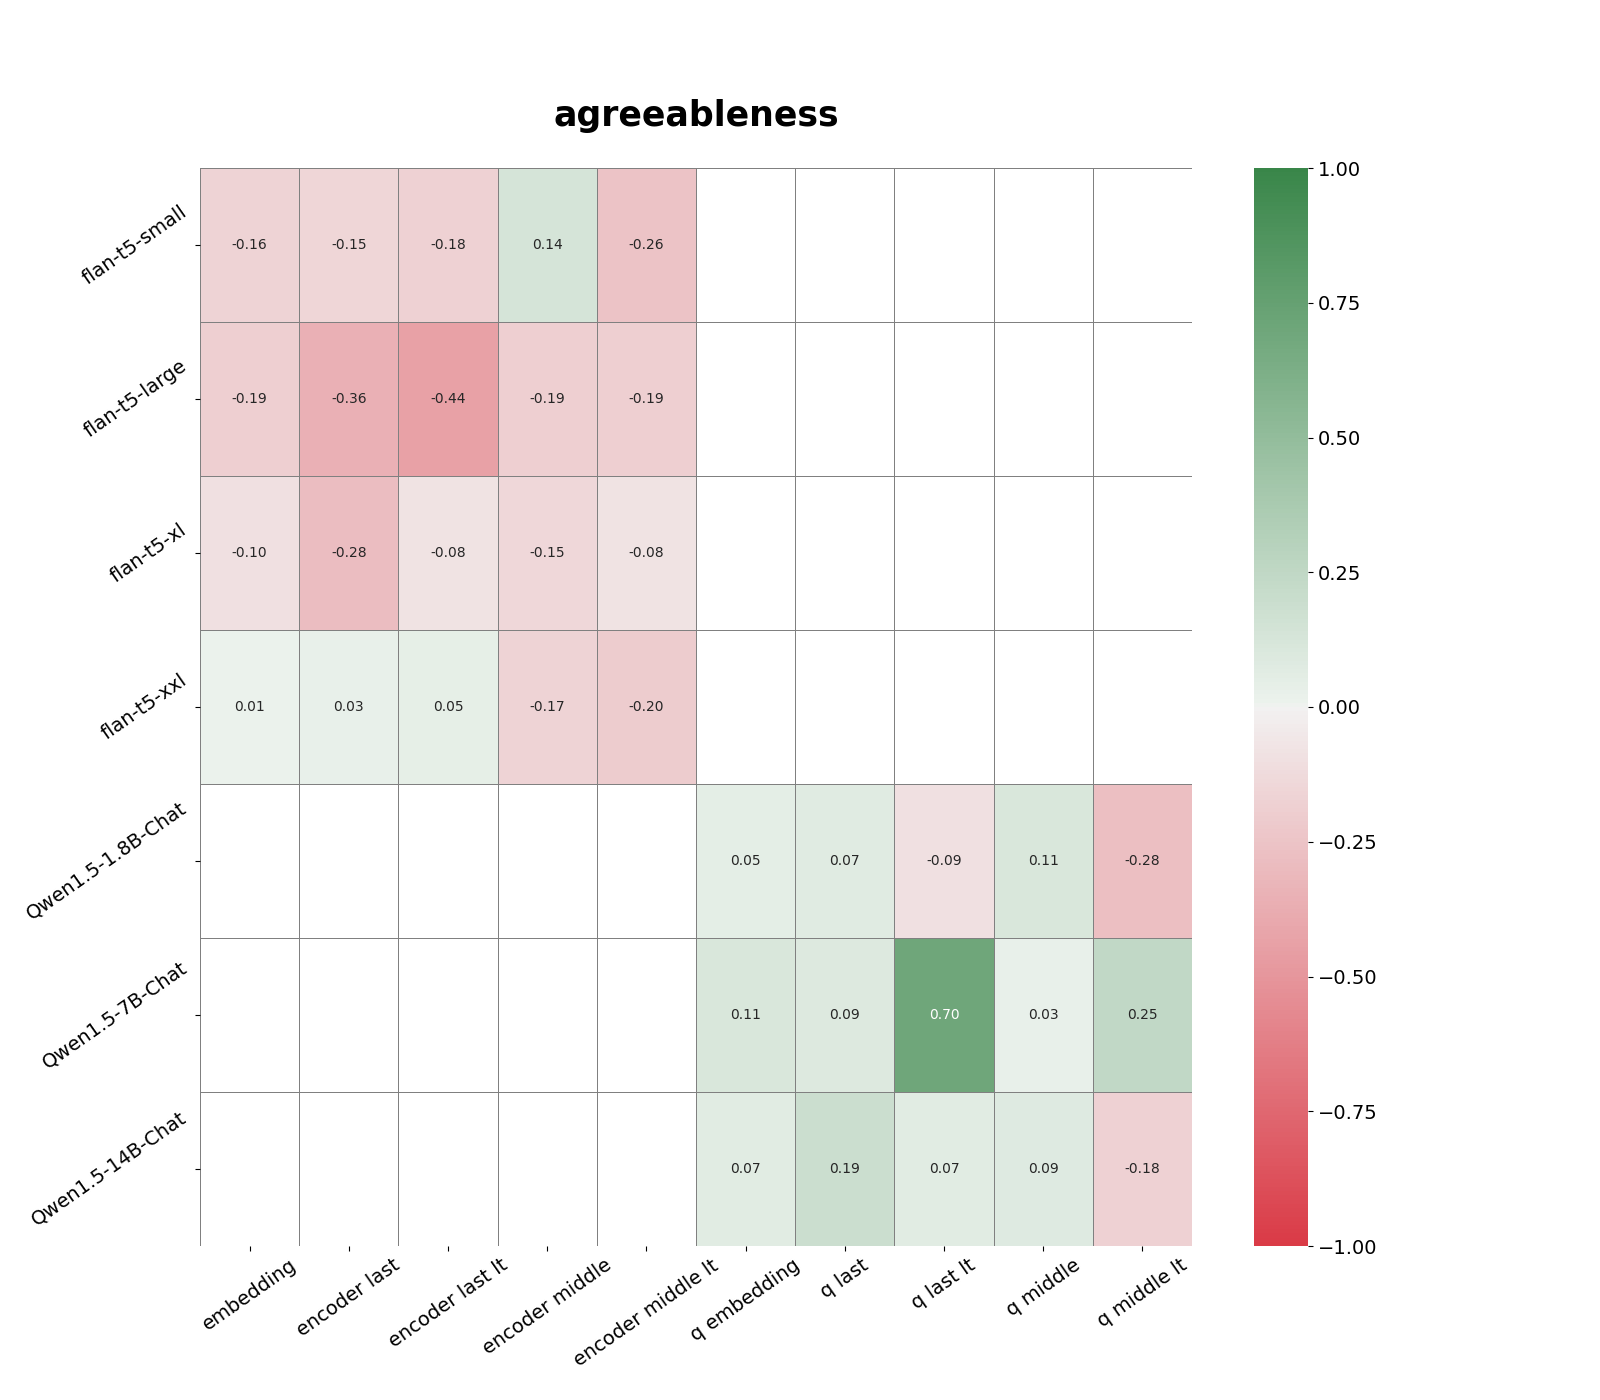 agreeableness
flan-t5-small
-0.16 -0.15 -0.18 0.14 -0.26
flan-t5-large
-0.19 -0.36 -0.44 -0.19 -0.19
flan-t5-xl
-0.10 -0.28 -0.08 -0.15 -0.08
flan-t5-xxl
0.01 0.03 0.05 -0.17 -0.20
Qwen1.5-1.8B-Chat
0.05 0.07 -0.09 0.11 -0.28
Qwen1.5-7B-Chat
0.11 0.09 0.70 0.03 0.25
Qwen1.5-14B-Chat
0.07 0.19 0.07 0.09 -0.18
embedding
encoder last
encoder last lt
encoder middle
encoder middle lt
q embedding
q last
q last lt
q middle
q middle lt
1.00
0.75
0.50
0.25
0.00
−0.25
−0.50
−0.75
−1.00